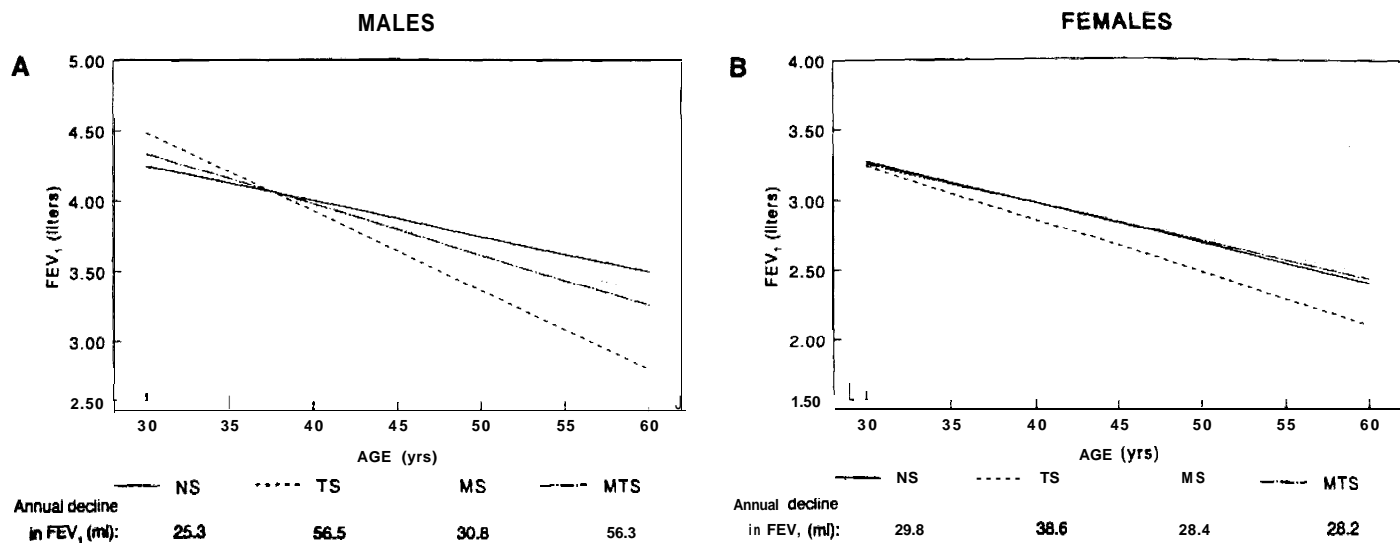 MALES
A
5.00
4.50
4.00
3.50
3.00
2.50
FEV₁ (liters)
30 35 40 45 50 55 60
AGE (yrs)
NS TS MS MTS
Annual decline
in FEV₁ (ml): 25.3 56.5 30.8 56.3
FEMALES
B
4.00
3.50
3.00
2.50
2.00
1.50
FEV₁ (liters)
30 35 40 45 50 55 60
AGE (yrs)
NS TS MS MTS
Annual decline
in FEV, (ml): 29.8 38.6 28.4 28.2